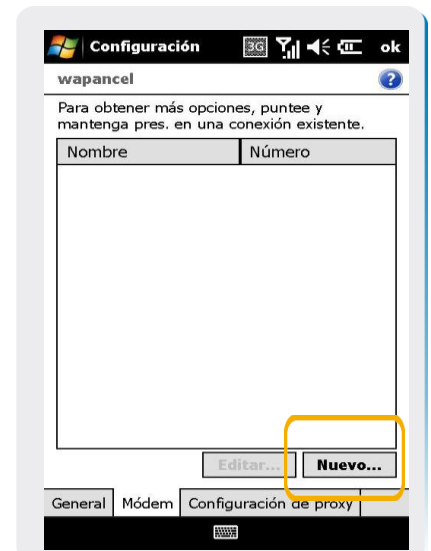 Configuración 3G ok
wapancel ?
Para obtener más opciones, puntee y
mantenga pres. en una conexión existente.
Nombre Número
Editar... Nuevo...
General Módem Configuración de proxy